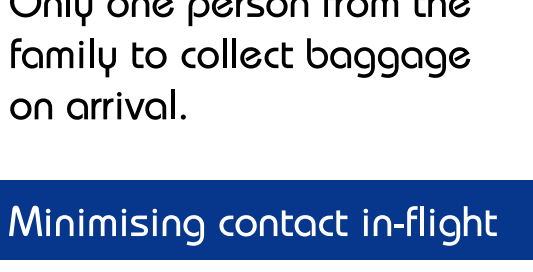 Only one person from the
family to collect baggage
on arrival.
Minimising contact in-flight